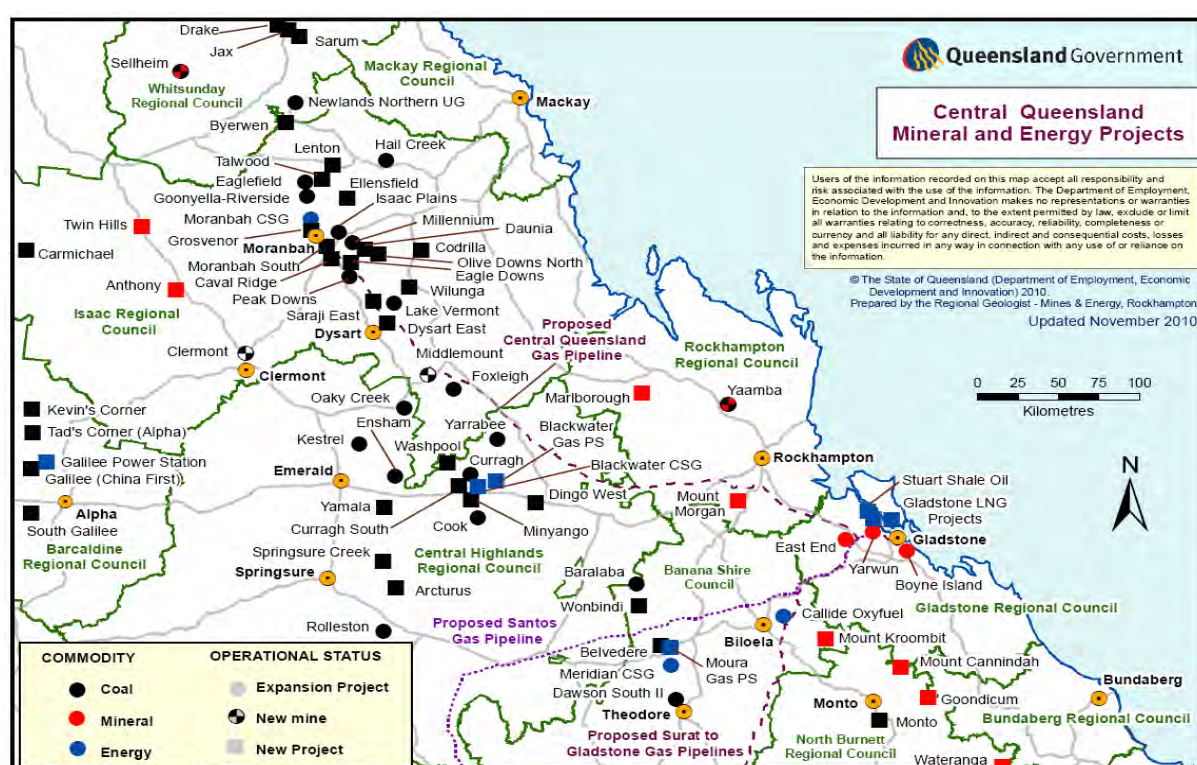 Queensland Government
Central Queensland
Mineral and Energy Projects
Users of the information recorded on this map accept all responsibility and
risk associated with the use of the information. The Department of Employment,
Economic Development and Innovation makes no representations or warranties
in relation to the information and, to the extent permitted by law, exclude or limit
all warranties relating to correctness, accuracy, reliability, completeness or
currency and all liability for any direct, indirect and consequential costs, losses
and expenses incurred in any way in connection with any use of or reliance on
the information.
© The State of Queensland (Department of Employment, Economic
Development and Innovation) 2010.
Prepared by the Regional Geologist - Mines & Energy, Rockhampton
Updated November 2010
0 25 50 75 100
Kilometres
N
Drake
Jax
Sarum
Sellheim
Whitsunday
Regional Council
Mackay Regional
Council
Mackay
Newlands Northern UG
Byerwen
Lenton
Hail Creek
Talwood
Eaglefield
Ellensfield
Goonyella-Riverside
Isaac Plains
Moranbah CSG
Millennium
Twin Hills
Grosvenor
Daunia
Moranbah
Codrilla
Carmichael
Moranbah South
Olive Downs North
Caval Ridge
Eagle Downs
Anthony
Peak Downs
Wilunga
Isaac Regional
Council
Saraji East
Lake Vermont
Dysart
Dysart East
Proposed
Central Queensland
Gas Pipeline
Clermont
Middlemount
Rockhampton
Regional Council
Clermont
Foxleigh
Marlborough
Yaamba
Oaky Creek
Kevin's Corner
Ensham
Yarrabee
Blackwater
Gas PS
Tad's Corner (Alpha)
Kestrel
Washpool
Curragh
Blackwater CSG
Rockhampton
Galilee Power Station
Galilee (China First)
Emerald
Stuart Shale Oil
Dingo West
Mount
Morgan
Gladstone LNG
Projects
Alpha
Yamala
Curragh South
Minyango
South Galilee
Cook
East End
Gladstone
Barcaldine
Regional Council
Springsure Creek
Central Highlands
Regional Council
Yarwun
Boyne Island
Springsure
Arcturus
Baralaba
Banana Shire
Council
Wonbindi
Gladstone Regional Council
Rolleston
Proposed Santos
Gas Pipeline
Callide Oxyfuel
Biloela
Mount Kroombit
Belvedere
Moura
Gas PS
Meridian CSG
Mount Cannindah
Dawson South II
Goondicum
Bundaberg
Theodore
Monto
Monto
Bundaberg Regional Council
Proposed Surat to
Gladstone Gas Pipelines
North Burnett
Regional Council
Wateranga
COMMODITY
OPERATIONAL STATUS
Coal
Expansion Project
Mineral
New mine
Energy
New Project